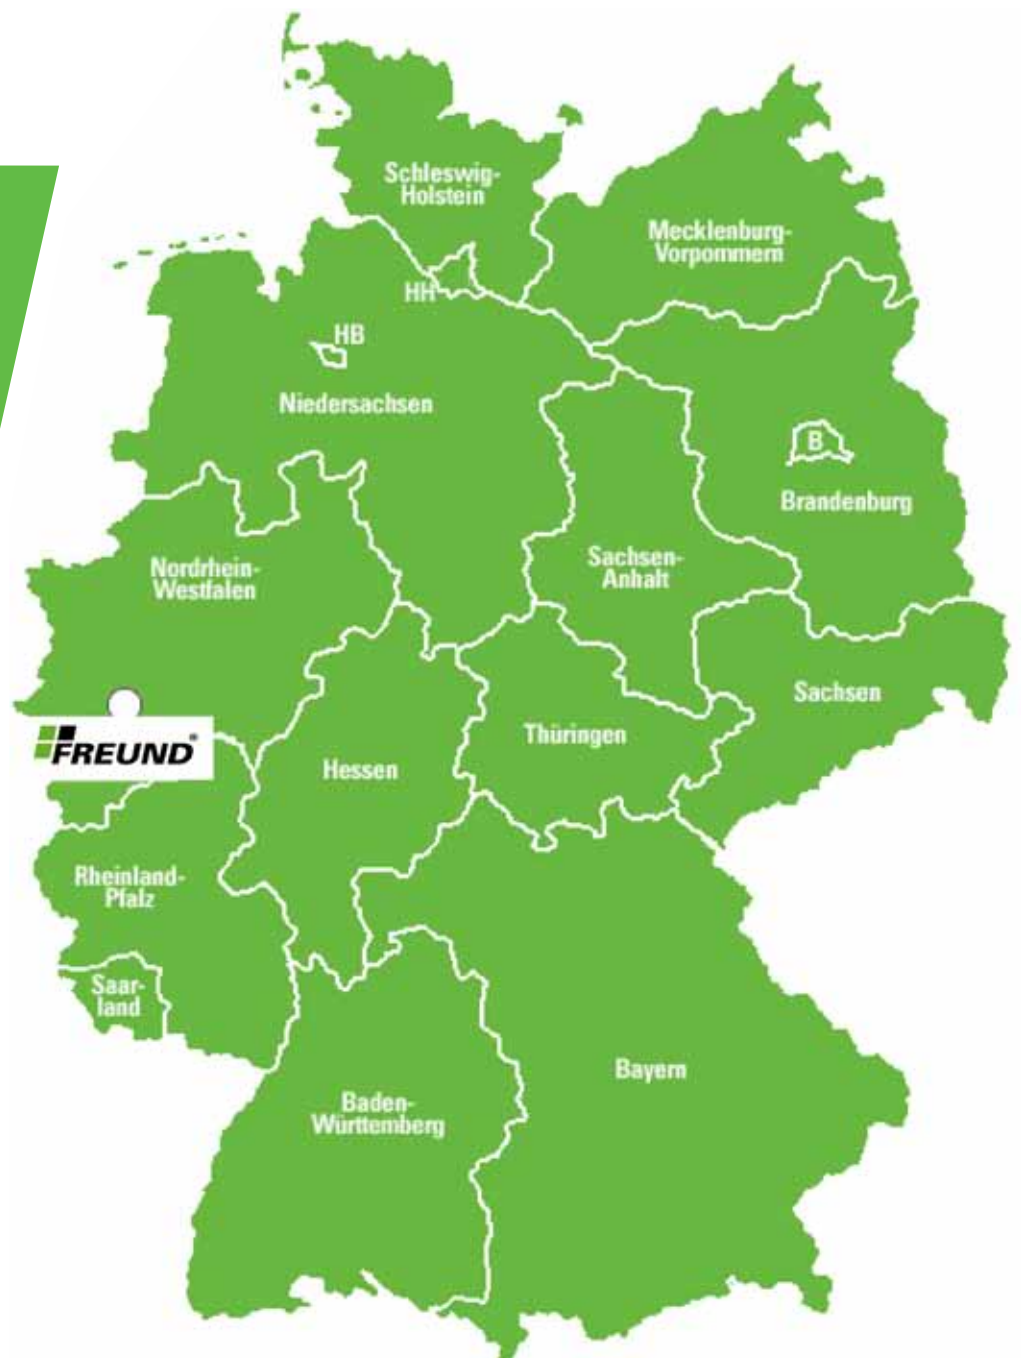 Schleswig-
Holstein
Mecklenburg-
Vorpommern
HH
HB
Niedersachsen
B
Brandenburg
Nordrhein-
Westfalen
Sachsen-
Anhalt
Sachsen
Thüringen
FREUND®
Hessen
Rheinland-
Pfalz
Saar-
land
Bayern
Baden-
Württemberg